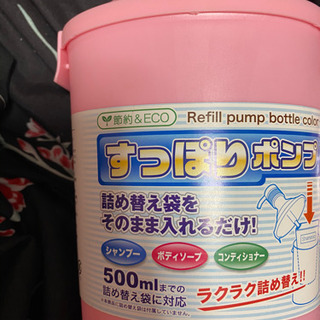 節約&ECO Refill pump bottle color
すっぽりポンプ
詰め替え袋を
そのまま入れるだけ!
シャンプー ボディソープ コンディショナー
500mlまでの
詰め替え袋に対応
ラクラク詰め替え!!